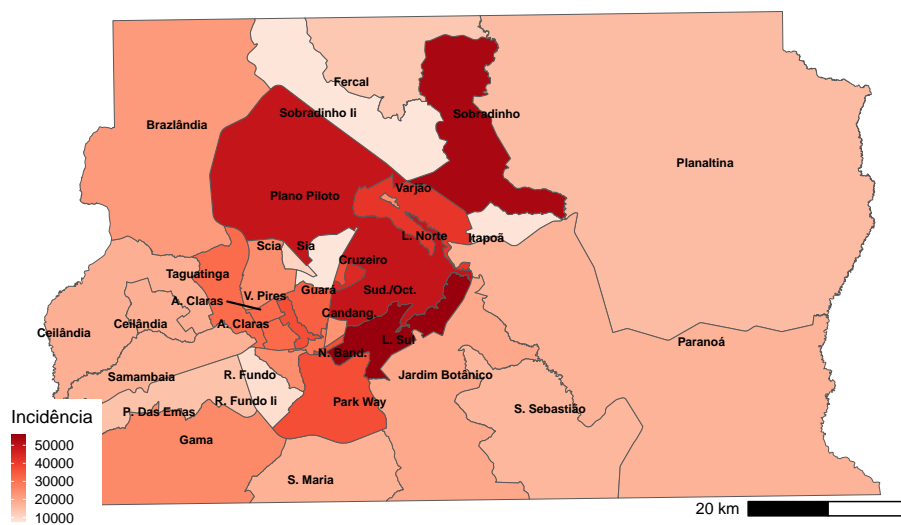 Fercal
Sobradinho Ii
Sobradinho
Brazlândia
Planaltina
Varjão
Plano Piloto
L. Norte
Itapoã
Scia
Sia
Cruzeiro
Taguatinga
V. Pires
Guará
Sud./Oct.
A. Claras
Candang.
Ceilândia
Ceilândia
A. Claras
L. Sul
Paranoá
N. Band.
Samambaia
R. Fundo
Jardim Botânico
R. Fundo Ii
Park Way
P. Das Emas
S. Sebastião
Gama
S. Maria
Incidência
50000
40000
30000
20000
10000
20 km